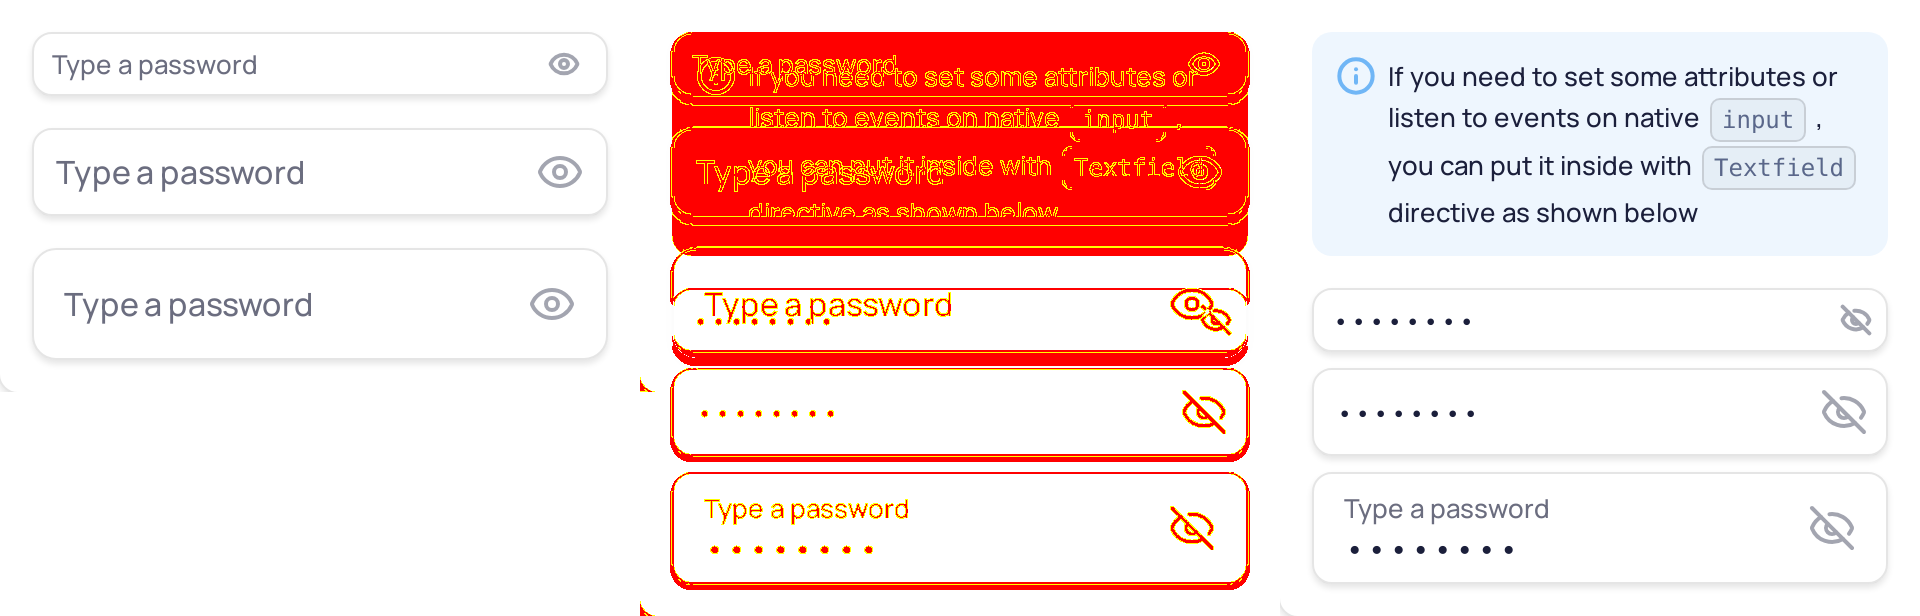 Type a password
Type a password
Type a password
Type a password
If you need to set some attributes or
listen to events on native input ,
you can put it inside with Textfield
Type a password
directive as shown below
Type a password
Type a password
If you need to set some attributes or
listen to events on native input ,
you can put it inside with Textfield
directive as shown below
Type a password